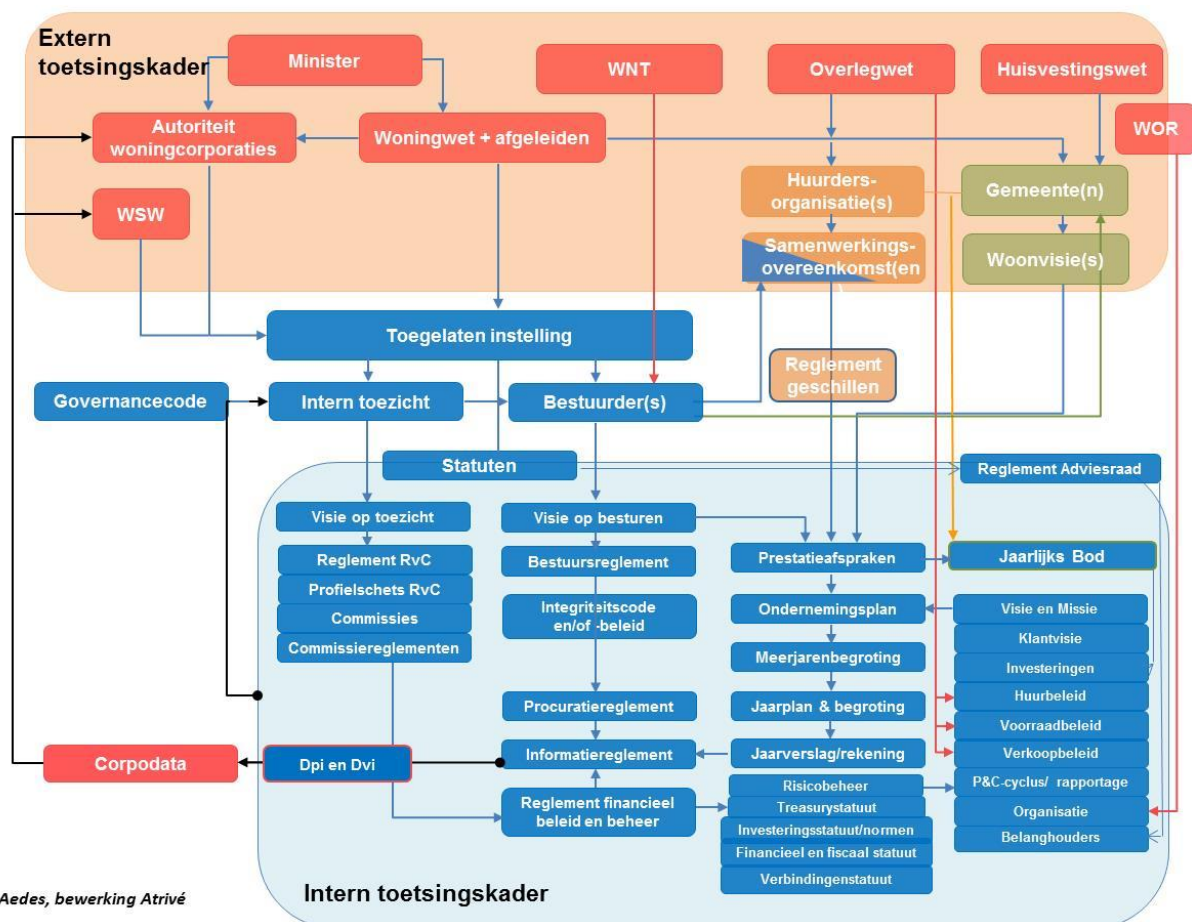 Extern
toetsingskader
Minister
WNT
Overlegwet
Huisvestingswet
WOR
Autoriteit
woningcorporaties
Woningwet + afgeleiden
WSW
Huurders-
organisatie(s)
Gemeente(n)
Samenwerkings-
overeenkomst(en
)
Woonvisie(s)
Toegelaten instelling
Reglement
geschillen
Governancecode
Intern toezicht
Bestuurder(s)
Statuten
Reglement Adviesraad
Visie op toezicht
Visie op besturen
Reglement RvC
Bestuursreglement
Prestatieafspraken
Jaarlijks Bod
Profielschets RvC
Integriteitscode
en/of -beleid
Ondernemingsplan
Visie en Missie
Commissies
Klantvisie
Commissiereglementen
Meerjarenbegroting
Investeringen
Procuratiereglement
Jaarplan & begroting
Huurbeleid
Voorraadbeleid
Corpodata
Dpi en Dvi
Informatiereglement
Jaarverslag/rekening
Verkoopbeleid
Risicobeheer
P&C-cyclus/ rapportage
Reglement financieel
beleid en beheer
Treasurystatuut
Organisatie
Investeringsstatuut/normen
Belanghouders
Financieel en fiscaal statuut
Verbindingenstatuut
Intern toetsingskader
Aedes, bewerking Atrivé